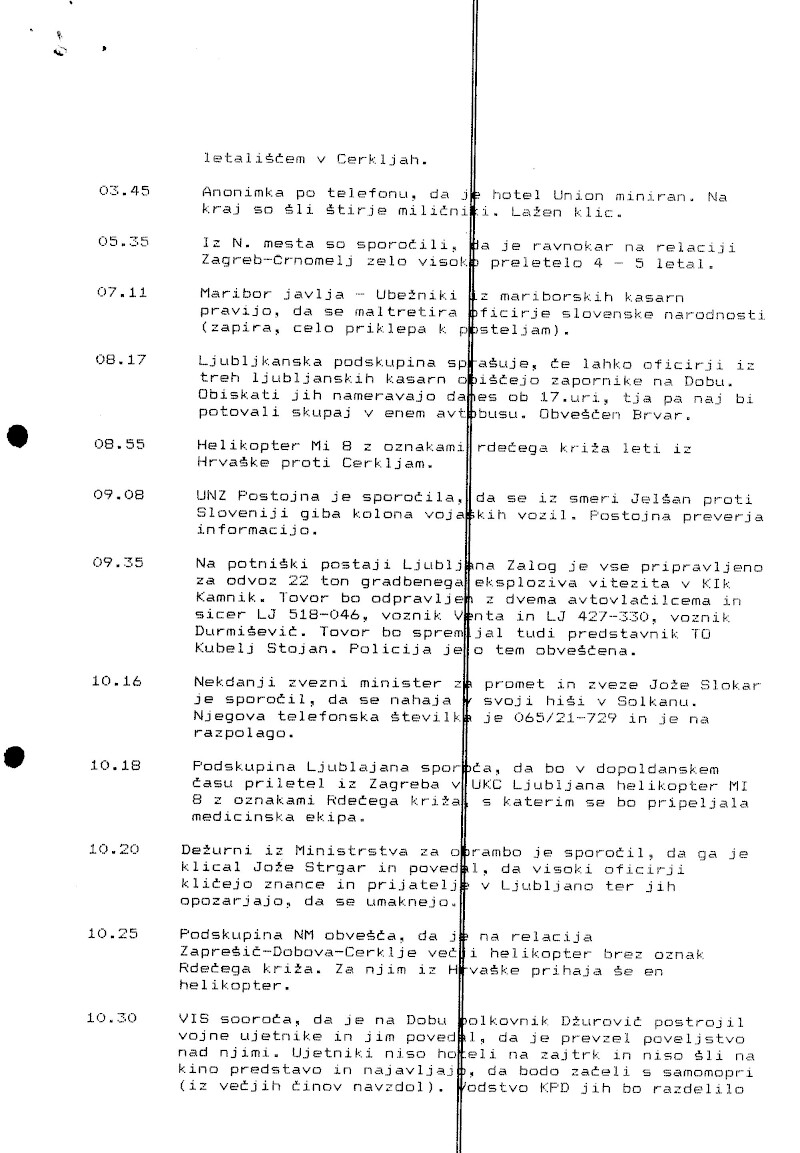 letališčem v Cerkljah.
03.45 Anonimka po telefonu, da je hotel Union miniran. Na
kraj so šli štirje miličniki. Lažen klic.
05.35 Iz N. mesta so sporočili, da je ravnokar na relaciji
Zagreb-Črnomelj zelo visoko preletelo 4 - 5 letal.
07.11 Maribor javlja - Ubežniki iz mariborskih kasarn
pravijo, da se maltretira oficirje slovenske narodnosti
(zapira, celo priklepa k posteljam).
08.17 Ljubljkanska podskupina sprašuje, če lahko oficirji iz
treh ljubljanskih kasarn obiščejo zapornike na Dobu.
Obiskati jih nameravajo danes ob 17.uri, tja pa naj bi
potovali skupaj v enem avtobusu. Obveščen Brvar.
08.55 Helikopter Mi 8 z oznakami rdečega križa leti iz
Hrvaške proti Cerkljam.
09.08 UNZ Postojna je sporočila, da se iz smeri Jelšan proti
Sloveniji giba kolona vojaških vozil. Postojna preverja
informacijo.
09.35 Na potniški postaji Ljubljana Zalog je vse pripravljeno
za odvoz 22 ton gradbenega eksploziva vitezita v KIk
Kamnik. Tovor bo odpravljen z dvema avtovlačilcema in
sicer LJ 518-046, voznik Venta in LJ 427-330, voznik
Durmišević. Tovor bo spremljal tudi predstavnik TO
Kubelj Stojan. Policija je o tem obveščena.
10.16 Nekdanji zvezni minister za promet in zveze Jože Slokar
je sporočil, da se nahaja v svoji hiši v Solkanu.
Njegova telefonska številka je 065/21-729 in je na
razpolago.
10.18 Podskupina Ljublajana sporoča, da bo v dopoldanskem
času priletel iz Zagreba v UKC Ljubljana helikopter MI
8 z oznakami Rdečega križa, s katerim se bo pripeljala
medicinska ekipa.
10.20 Dežurni iz Ministrstva za obrambo je sporočil, da ga je
klical Jože Strgar in povedal, da visoki oficirji
kličejo znance in prijatelje v Ljubljano ter jih
opozarjajo, da se umaknejo.
10.25 Podskupina NM obvešča, da je na relacija
Zaprešič-Dobova-Cerklje večji helikopter brez oznak
Rdečega križa. Za njim iz Hrvaške prihaja še en
helikopter.
10.30 VIS sooroča, da je na Dobu polkovnik Džurović postrojil
vojne ujetnike in jim povedal, da je prevzel poveljstvo
nad njimi. Ujetniki niso hoteli na zajtrk in niso šli na
kino predstavo in najavljajo, da bodo začeli s samomopri
(iz večjih činov navzdol). Vodstvo KPD jih bo razdelilo